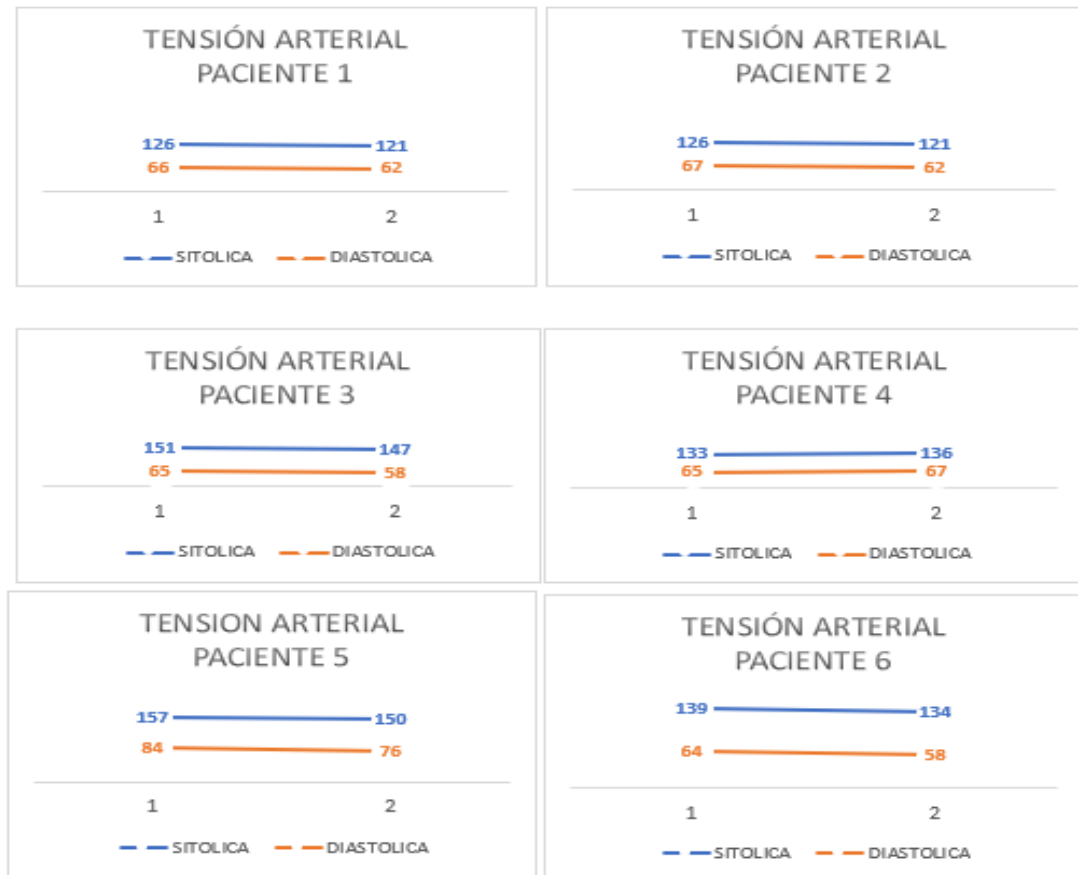 TENSIÓN ARTERIAL
PACIENTE 1
126 121
66 62
1 2
SITOLICA DIASTOLICA
TENSIÓN ARTERIAL
PACIENTE 2
126 121
67 62
1 2
SITOLICA DIASTOLICA
TENSIÓN ARTERIAL
PACIENTE 3
151 147
65 58
1 2
SITOLICA DIASTOLICA
TENSIÓN ARTERIAL
PACIENTE 4
133 136
65 67
1 2
SITOLICA DIASTOLICA
TENSION ARTERIAL
PACIENTE 5
157 150
84 76
1 2
SITOLICA DIASTOLICA
TENSIÓN ARTERIAL
PACIENTE 6
139 134
64 58
1 2
SITOLICA DIASTOLICA